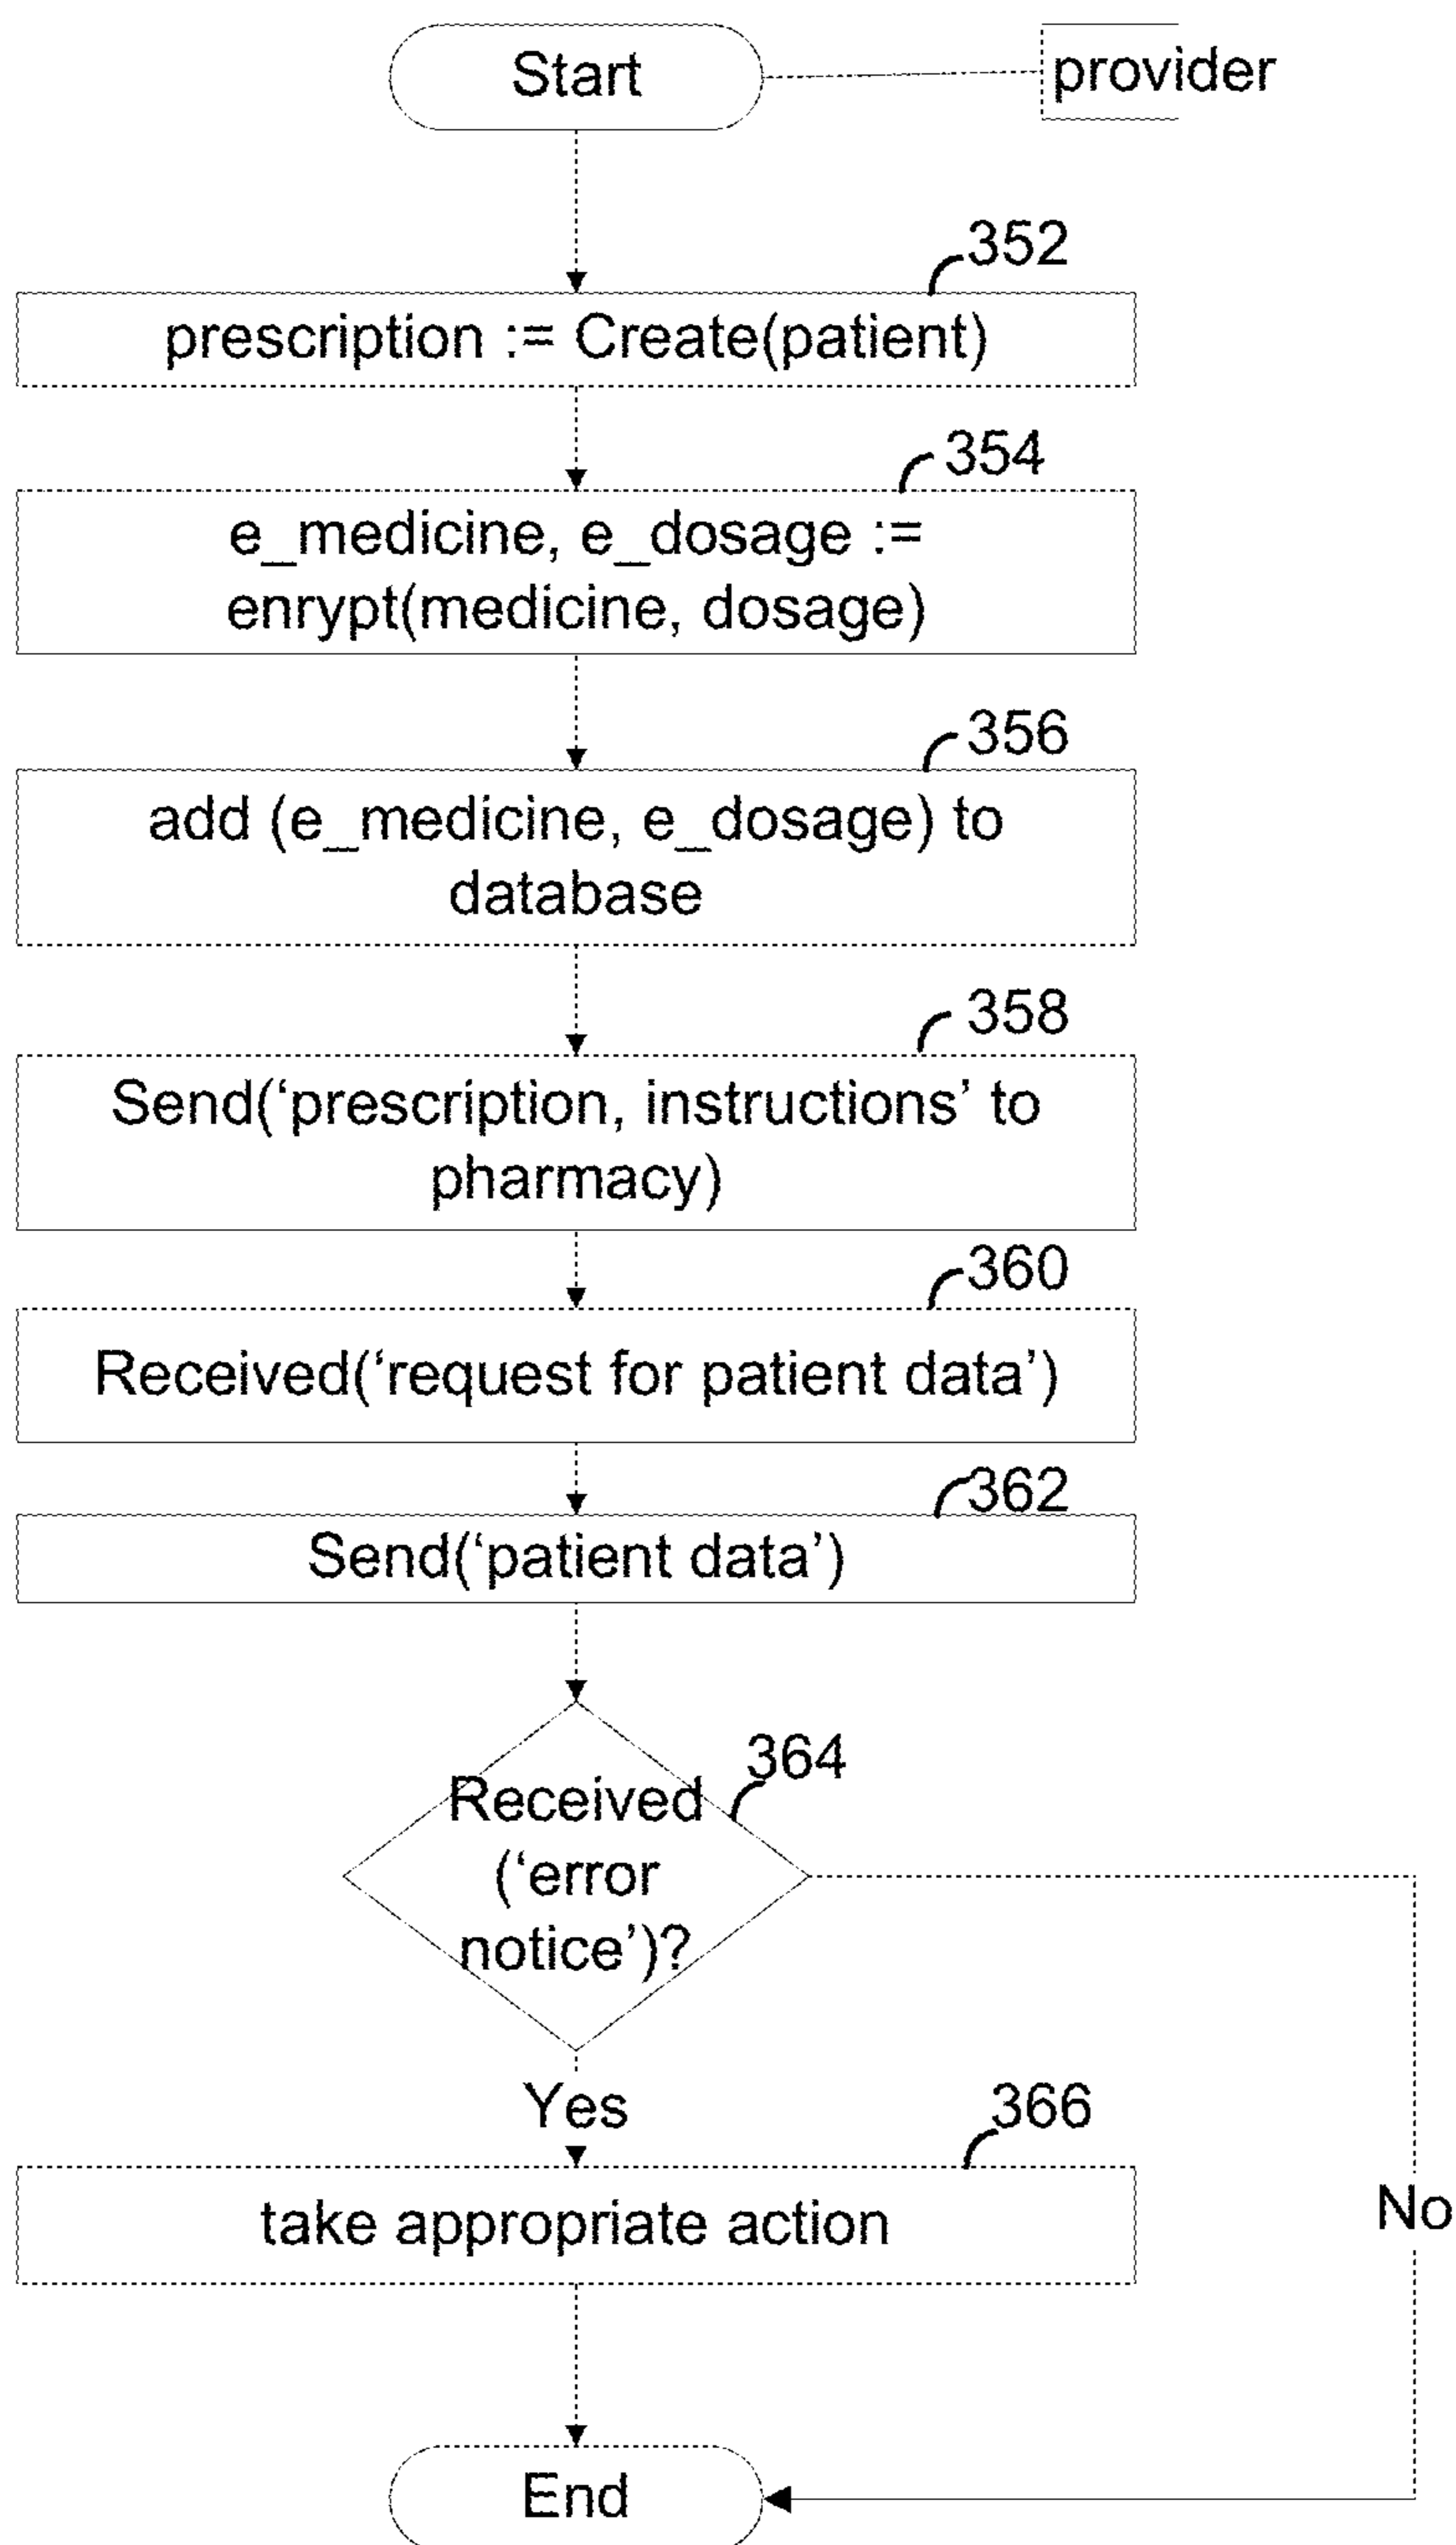 Start
provider
352
prescription := Create(patient)
354
e_medicine, e_dosage :=
enrypt(medicine, dosage)
356
add (e_medicine, e_dosage) to
database
358
Send(‘prescription, instructions’ to
pharmacy)
360
Received(‘request for patient data’)
362
Send(‘patient data’)
364
Received
(‘error
notice’)?
Yes
366
take appropriate action
No
End